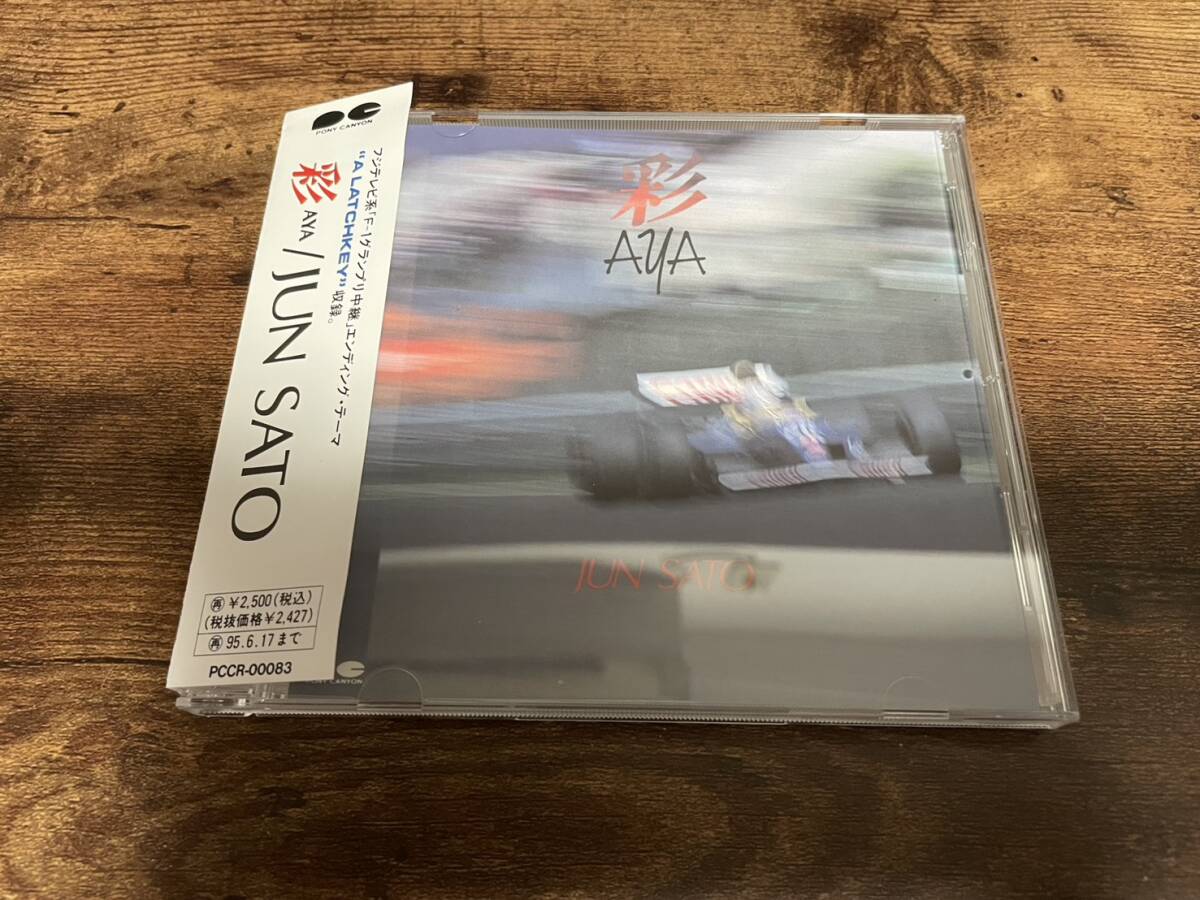 PONY CANYON
フジテレビ系「F-1グランプリ中継」エンディング・テーマ
"A LATCHKEY"収録。
彩 AYA / JUN SATO
再 ¥2,500(税込)
(税抜価格¥2,427)
再 95.6.17まで
PCCR-00083
彩
AYA
JUN SATO
PONY CANYON